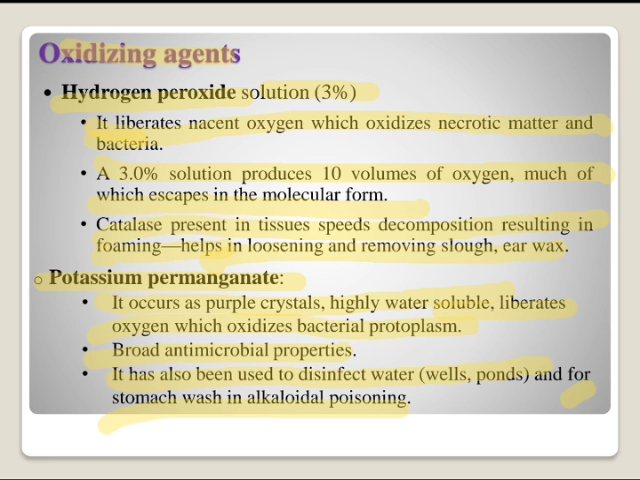 Oxidizing agents
• Hydrogen peroxide solution (3%)
• It liberates nacent oxygen which oxidizes necrotic matter and
bacteria.
• A 3.0% solution produces 10 volumes of oxygen, much of
which escapes in the molecular form.
• Catalase present in tissues speeds decomposition resulting in
foaming—helps in loosening and removing slough, ear wax.
o Potassium permanganate:
• It occurs as purple crystals, highly water soluble, liberates
oxygen which oxidizes bacterial protoplasm.
• Broad antimicrobial properties.
• It has also been used to disinfect water (wells, ponds) and for
stomach wash in alkaloidal poisoning.